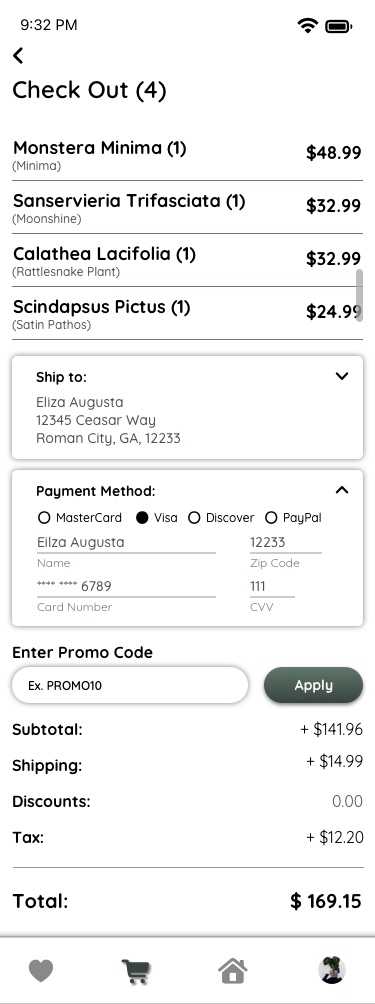 9:32 PM
Check Out (4)
Monstera Minima (1) $48.99
(Minima)
Sanservieria Trifasciata (1) $32.99
(Moonshine)
Calathea Lacifolia (1) $32.99
(Rattlesnake Plant)
Scindapsus Pictus (1) $24.99
(Satin Pathos)
Ship to:
Eliza Augusta
12345 Ceasar Way
Roman City, GA, 12233
Payment Method:
MasterCard Visa Discover PayPal
Eilza Augusta 12233
Name Zip Code
**** **** 6789 111
Card Number CVV
Enter Promo Code
Ex. PROMO10 Apply
Subtotal: + $141.96
Shipping: + $14.99
Discounts: 0.00
Tax: + $12.20
Total: $ 169.15